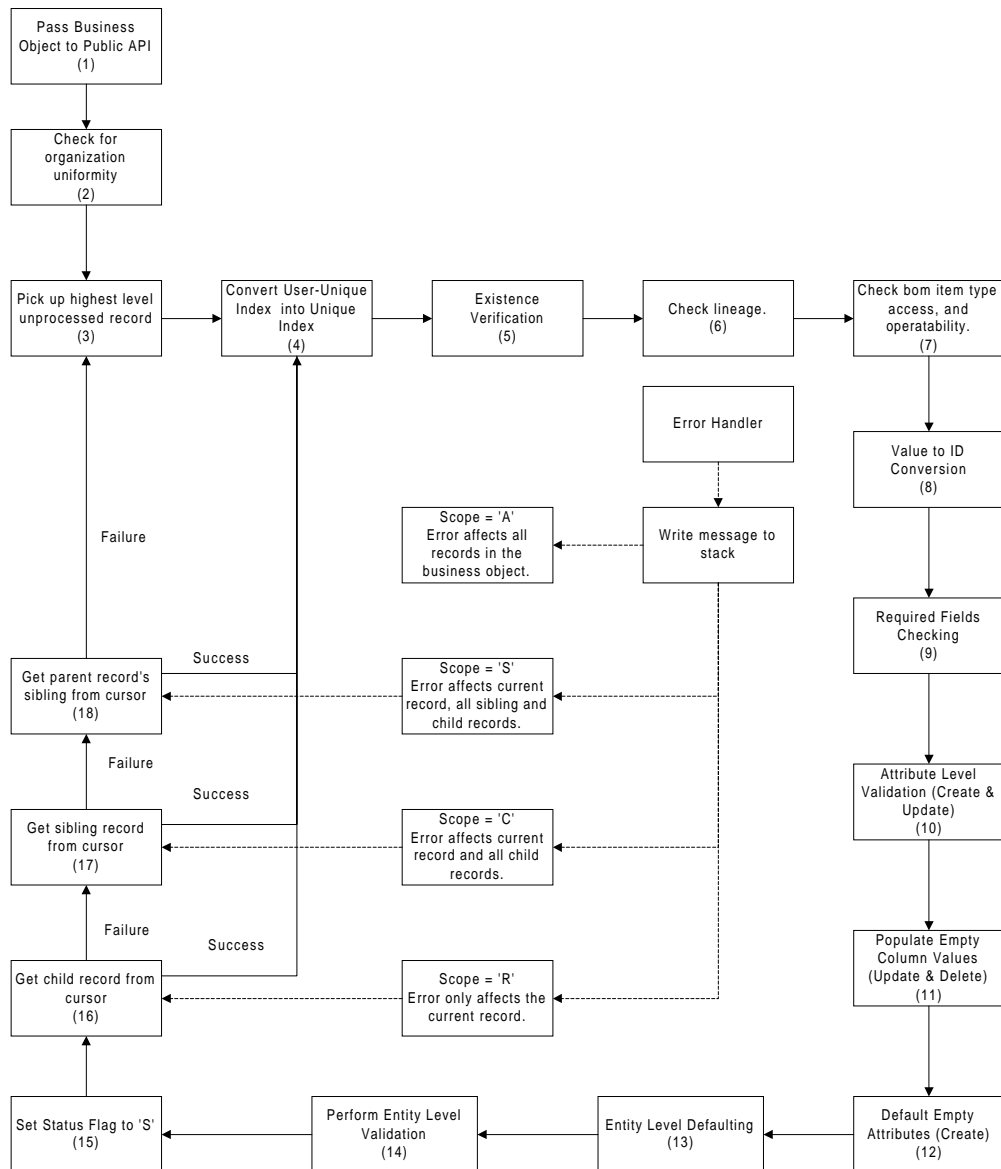 Pass Business
Object to Public API
(1)
Check for
organization
uniformity
(2)
Pick up highest level
unprocessed record
(3)
Convert User-Unique
Index into Unique
Index
(4)
Existence
Verification
(5)
Check lineage.
(6)
Check bom item type
access, and
operatability.
(7)
Error Handler
Value to ID
Conversion
(8)
Failure
Scope = 'A'
Error affects all
records in the
business object.
Write message to
stack
Required Fields
Checking
(9)
Get parent record's
sibling from cursor
(18)
Success
Scope = 'S'
Error affects current
record, all sibling and
child records.
Failure
Attribute Level
Validation (Create &
Update)
(10)
Get sibling record
from cursor
(17)
Success
Scope = 'C'
Error affects current
record and all child
records.
Failure
Success
Populate Empty
Column Values
(Update & Delete)
(11)
Get child record from
cursor
(16)
Scope = 'R'
Error only affects the
current record.
Set Status Flag to 'S'
(15)
Perform Entity Level
Validation
(14)
Entity Level Defaulting
(13)
Default Empty
Attributes (Create)
(12)